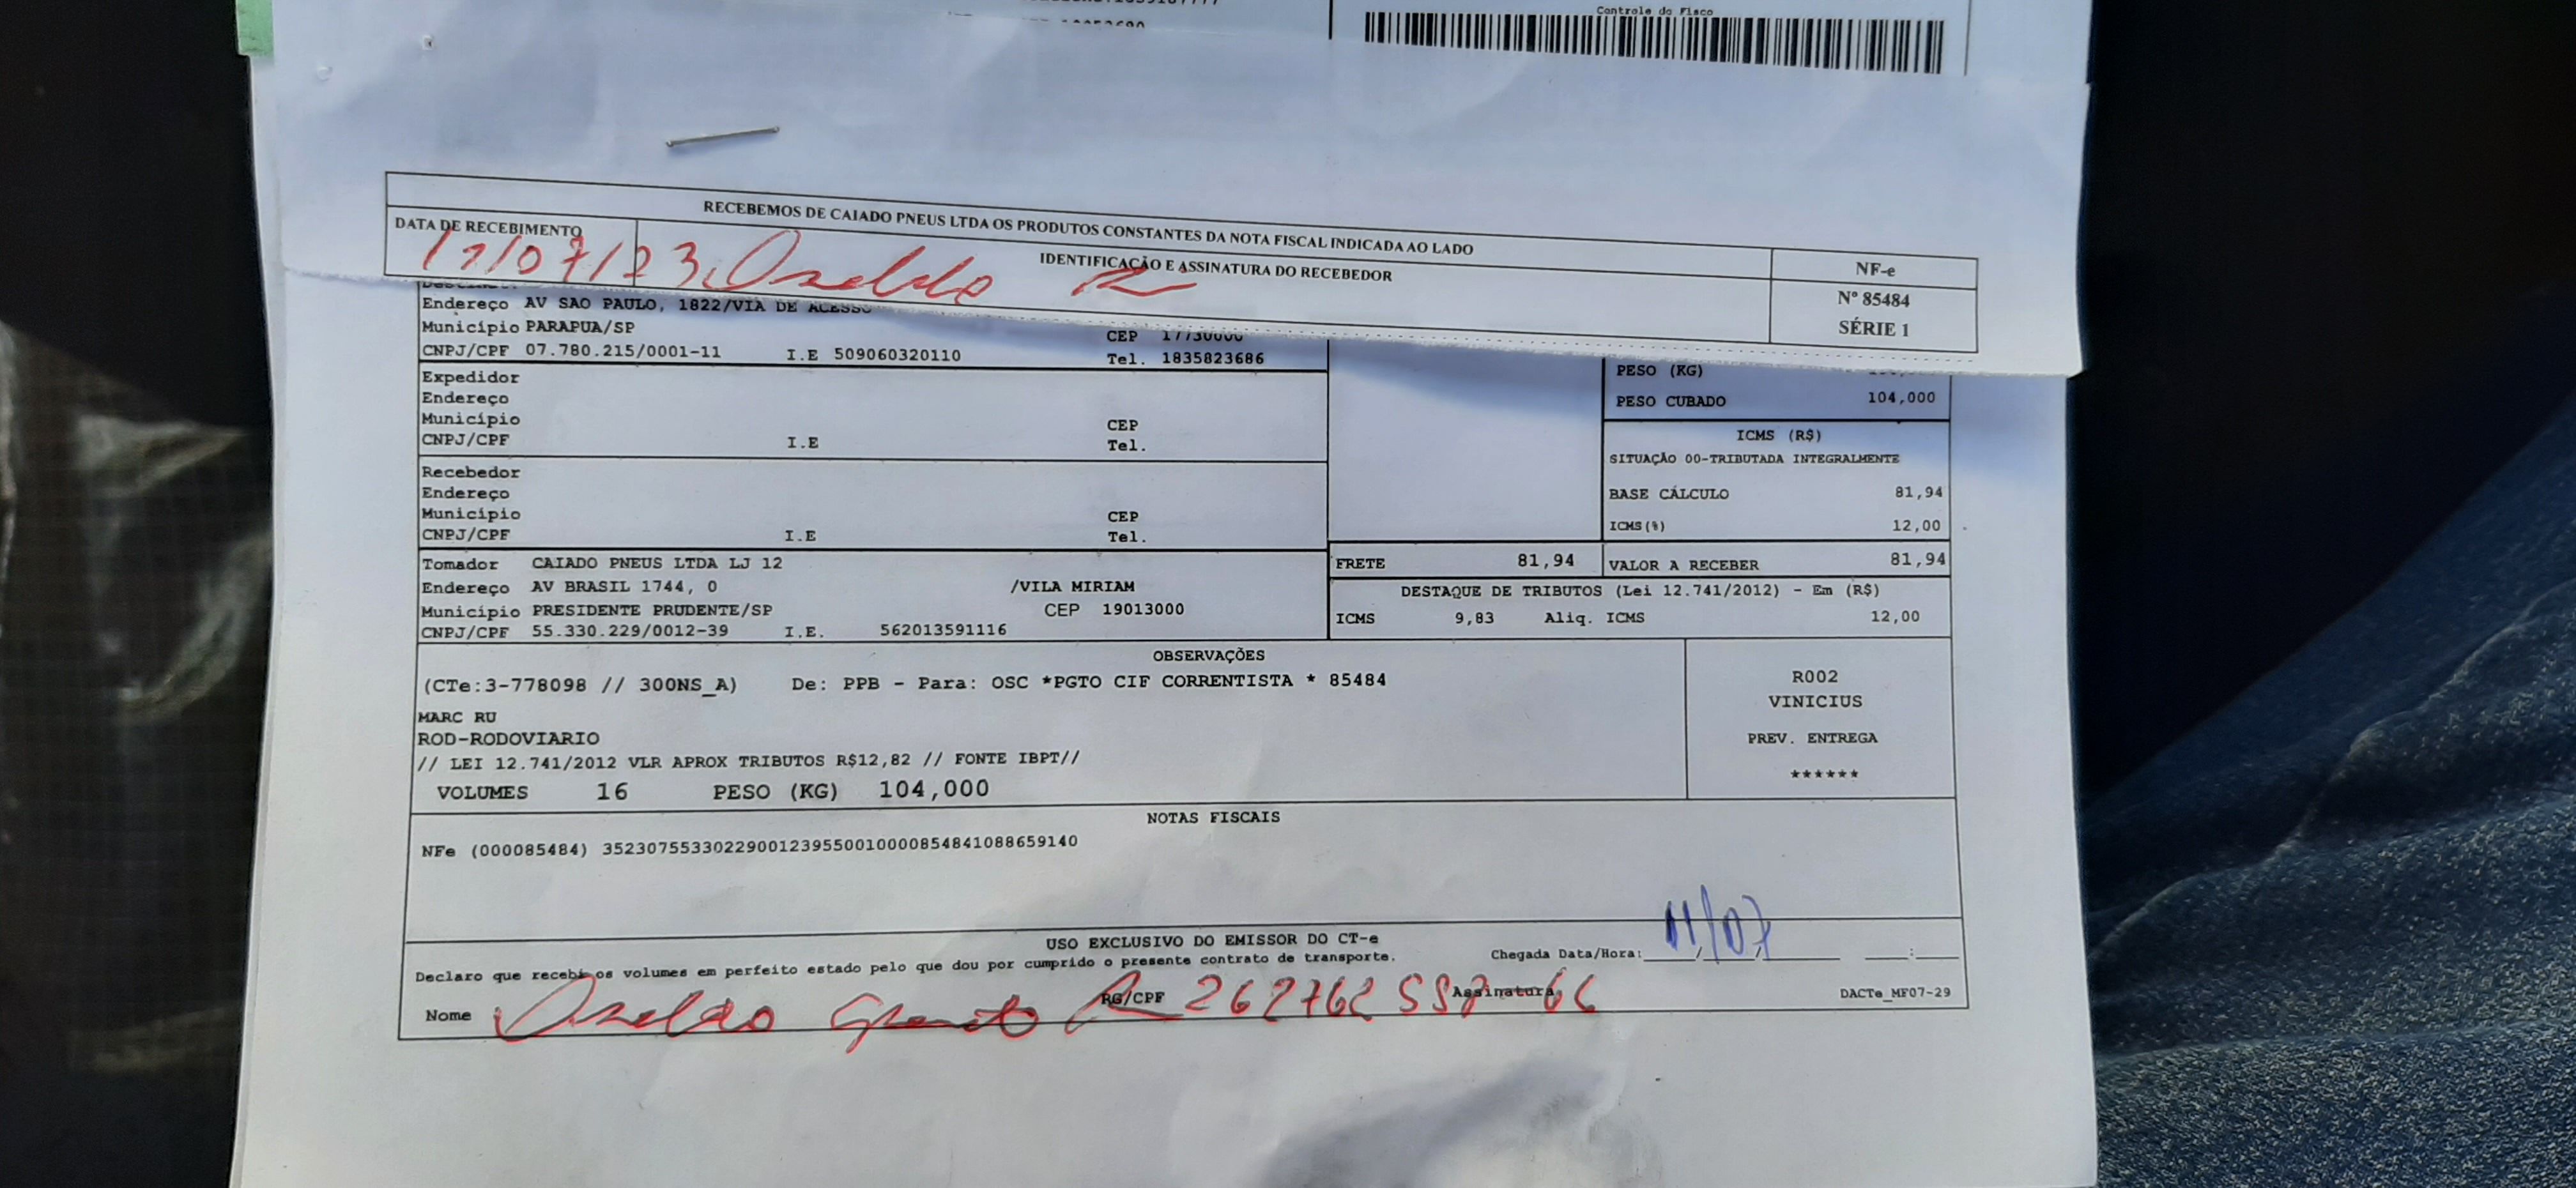 Controle do Fisco
RECEBEMOS DE CAIADO PNEUS LTDA OS PRODUTOS CONSTANTES DA NOTA FISCAL INDICADA AO LADO
DATA DE RECEBIMENTO
IDENTIFICAÇÃO E ASSINATURA DO RECEBEDOR
11/07/23
NF-e
Nº 85484
SÉRIE 1
Endereço AV SAO PAULO, 1822/VIA DE ACESSO
Município PARAPUA/SP CEP 17730000
CNPJ/CPF 07.780.215/0001-11 I.E 509060320110 Tel. 1835823686
Expedidor
Endereço
Município CEP
CNPJ/CPF I.E Tel.
Recebedor
Endereço
Município CEP
CNPJ/CPF I.E Tel.
PESO (KG)
PESO CUBADO 104,000
ICMS (R$)
SITUAÇÃO 00-TRIBUTADA INTEGRALMENTE
BASE CÁLCULO 81,94
ICMS(%) 12,00
Tomador CAIADO PNEUS LTDA LJ 12
Endereço AV BRASIL 1744, 0 /VILA MIRIAM
Município PRESIDENTE PRUDENTE/SP CEP 19013000
CNPJ/CPF 55.330.229/0012-39 I.E. 562013591116
FRETE 81,94 VALOR A RECEBER 81,94
DESTAQUE DE TRIBUTOS (Lei 12.741/2012) - Em (R$)
ICMS 9,83 Aliq. ICMS 12,00
OBSERVAÇÕES
(CTe:3-778098 // 300NS_A) De: PPB - Para: OSC *PGTO CIF CORRENTISTA * 85484
MARC RU
ROD-RODOVIARIO
// LEI 12.741/2012 VLR APROX TRIBUTOS R$12,82 // FONTE IBPT//
VOLUMES 16 PESO (KG) 104,000
R002
VINICIUS
PREV. ENTREGA
******
NOTAS FISCAIS
NFe (000085484) 35230755330229001239550010000854841088659140
USO EXCLUSIVO DO EMISSOR DO CT-e
Declaro que recebi os volumes em perfeito estado pelo que dou por cumprido o presente contrato de transporte.
Chegada Data/Hora: 11/07
Nome RG/CPF Assinatura
DACTe_MF07-29